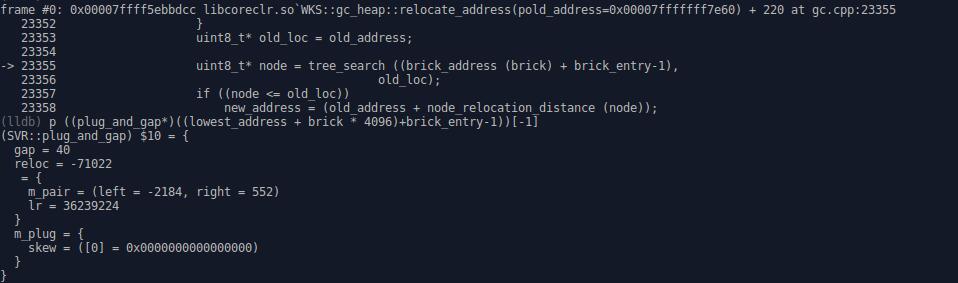 frame #0: 0x00007ffff5ebbdcc libcoreclr.so`WKS::gc_heap::relocate_address(pold_address=0x00007fffffff7e60) + 220 at gc.cpp:23355
   23352                    }
   23353                    uint8_t* old_loc = old_address;
   23354
-> 23355                    uint8_t* node = tree_search ((brick_address (brick) + brick_entry-1),
   23356                                              old_loc);
   23357                    if ((node <= old_loc))
   23358                        new_address = (old_address + node_relocation_distance (node));
(lldb) p ((plug_and_gap*)((lowest_address + brick * 4096)+brick_entry-1))[-1]
(SVR::plug_and_gap) $10 = {
  gap = 40
  reloc = -71022
   = {
    m_pair = (left = -2184, right = 552)
    lr = 36239224
  }
  m_plug = {
    skew = ([0] = 0x0000000000000000)
  }
}